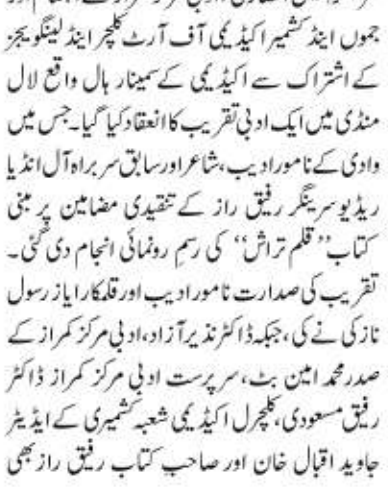 جموں اینڈ کشمیر اکیڈیمی آف آرٹ کلچر اینڈ لینگویجز
کے اشتراک سے اکیڈیمی کے سمینار ہال واقع لال
منڈی میں ایک ادبی تقریب کا انعقاد کیا گیا۔جس میں
وادی کے نامور ادیب، شاعر اور سابق سربراہ آل انڈیا
ریڈیو سرینگر رفیق راز کے تنقیدی مضامین پر مبنی
کتاب’’ قلم تراش‘‘ کی رسمِ رونمائی انجام دی گئی۔
تقریب کی صدارت نامور ادیب اور قلمکار ایاز رسول
نازکی نے کی، جبکہ ڈاکٹر نذیر آزاد، ادبی مرکز کمراز کے
صدر محمد امین بٹ، سرپرست ادبی مرکز کمراز ڈاکٹر
رفیق مسعودی، کلچرل اکیڈیمی شعبہ کشمیری کے ایڈیٹر
جاوید اقبال خان اور صاحب کتاب رفیق راز بھی